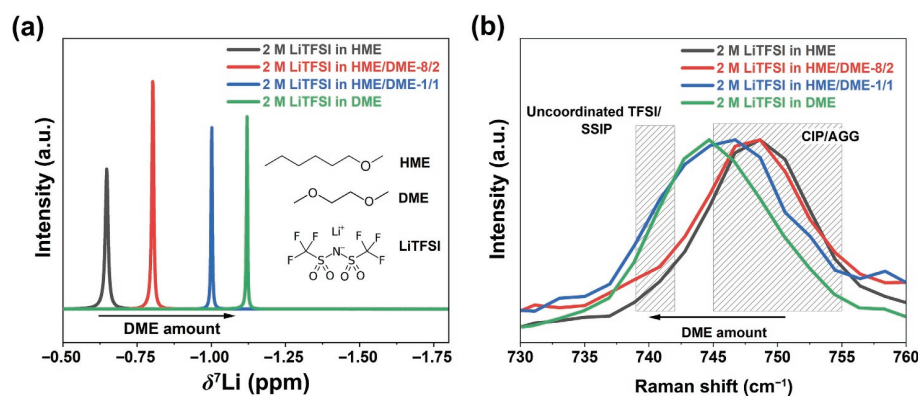 (a)
2 M LiTFSI in HME
2 M LiTFSI in HME/DME-8/2
2 M LiTFSI in HME/DME-1/1
2 M LiTFSI in DME
Intensity (a.u.)
O
HME
O
O
DME
Li⁺
LiTFSI
F F F F
F F
S N⁻ S
O O O O
DME amount
−0.50 −0.75 −1.00 −1.25 −1.50 −1.75
δ⁷Li (ppm)
(b)
2 M LiTFSI in HME
2 M LiTFSI in HME/DME-8/2
2 M LiTFSI in HME/DME-1/1
2 M LiTFSI in DME
Uncoordinated TFSI/
SSIP
CIP/AGG
Intensity (a.u.)
DME amount
730 735 740 745 750 755 760
Raman shift (cm⁻¹)